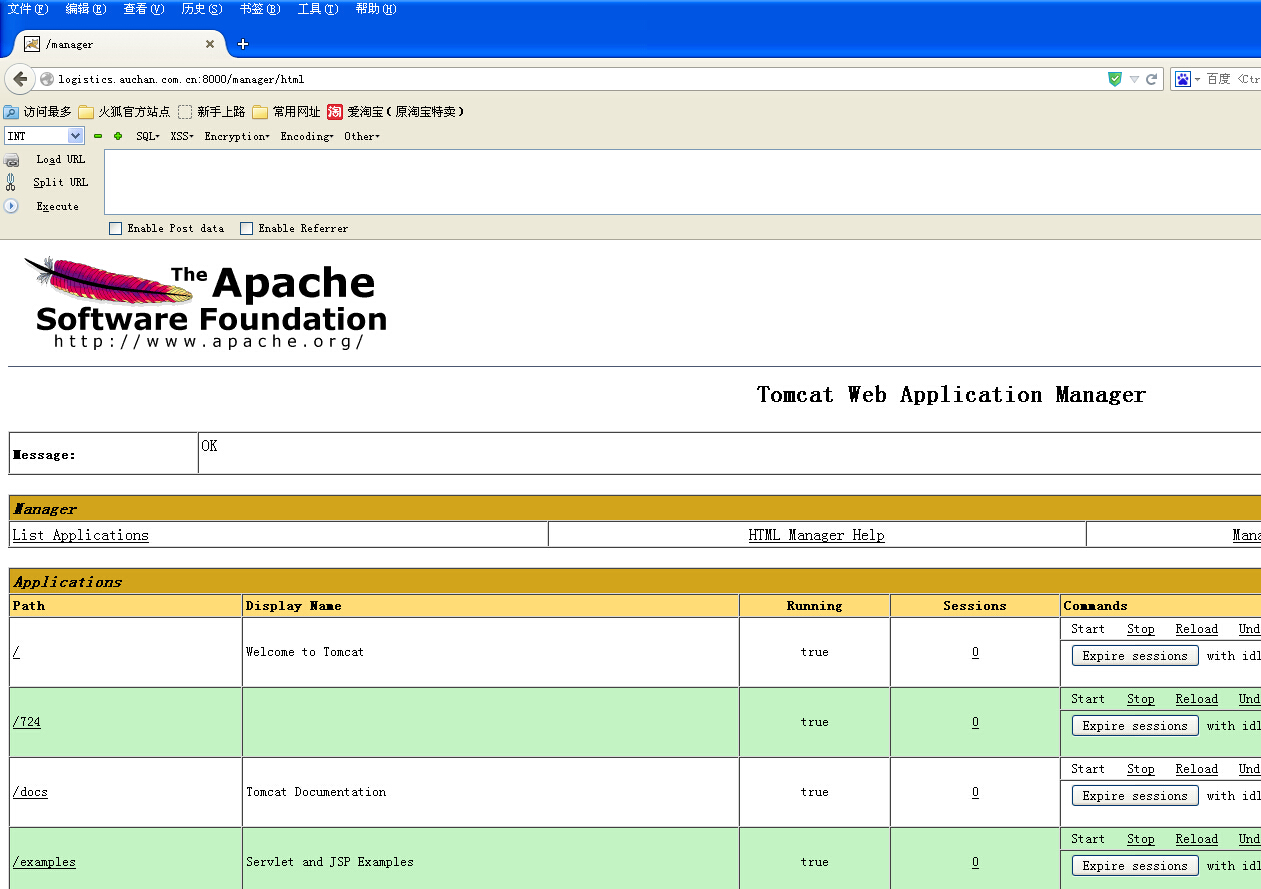 文件(F) 编辑(E) 查看(V) 历史(S) 书签(B) 工具(T) 帮助(H)
/manager
logistics.auchan.com.cn:8000/manager/html 百度 <Ctr
访问最多 火狐官方站点 新手上路 常用网址 淘 爱淘宝(原淘宝特卖)
INT SQL XSS Encryption Encoding Other
Load URL
Split URL
Execute
Enable Post data Enable Referrer
The Apache
Software Foundation
http://www.apache.org/
Tomcat Web Application Manager
Message: OK
Manager
List Applications HTML Manager Help Mana
Applications
Path Display Name Running Sessions Commands
/ Welcome to Tomcat true 0 Start Stop Reload Und
Expire sessions with idl
/724 true 0 Start Stop Reload Und
Expire sessions with idl
/docs Tomcat Documentation true 0 Start Stop Reload Und
Expire sessions with idl
/examples Servlet and JSP Examples true 0 Start Stop Reload Und
Expire sessions with idl